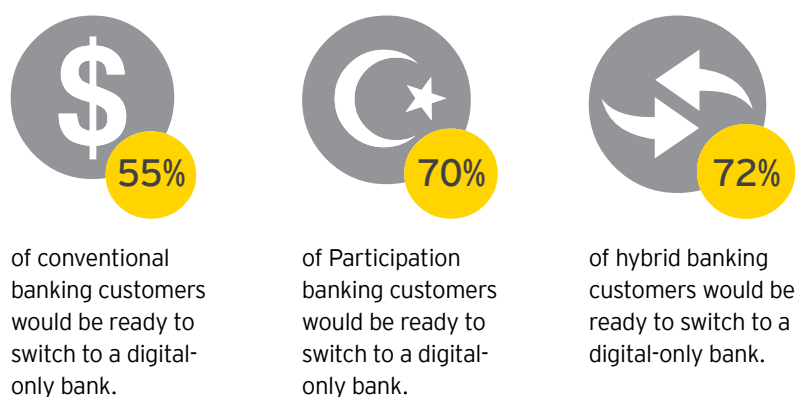 $
55%
of conventional
banking customers
would be ready to
switch to a digital-
only bank.
70%
of Participation
banking customers
would be ready to
switch to a digital-
only bank.
72%
of hybrid banking
customers would be
ready to switch to a
digital-only bank.